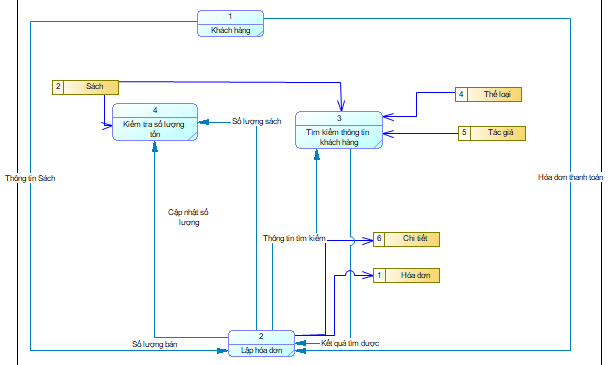 1
Khách hàng
2 Sách
4 Thể loại
4
Kiểm tra số lượng
tồn
Số lượng sách
3
Tìm kiếm thông tin
khách hàng
5 Tác giả
Thông tin Sách
Hóa đơn thanh toán
Cập nhật số
lượng
Thông tin tìm kiếm
6 Chi tiết
1 Hóa đơn
2
Lập hóa đơn
Số lượng bán
Kết quả tìm được